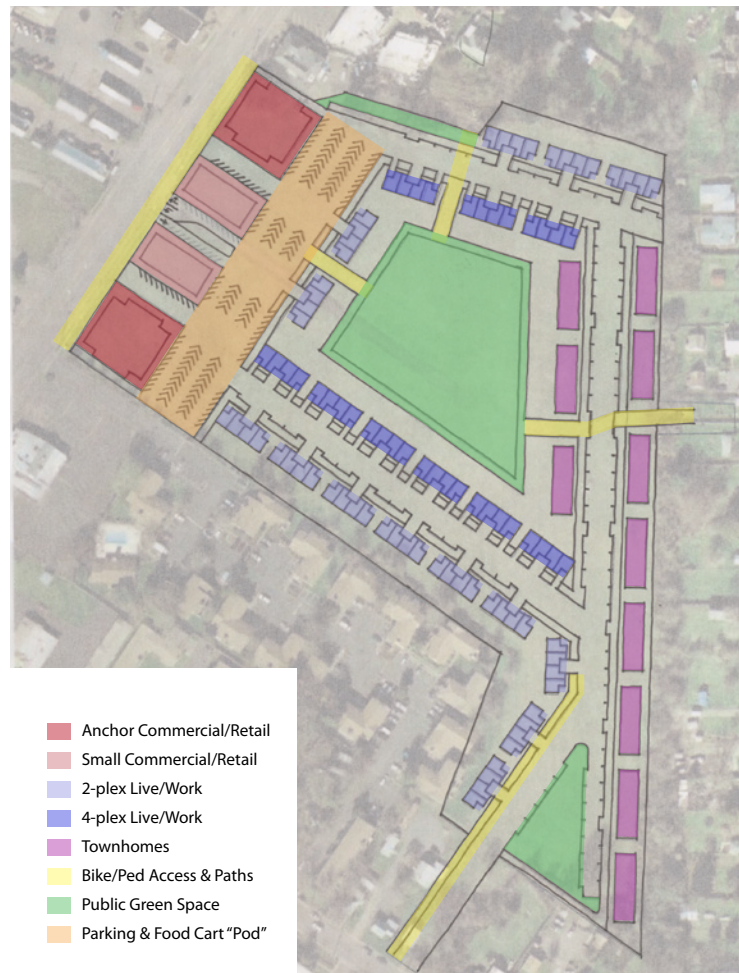 Anchor Commercial/Retail
Small Commercial/Retail
2-plex Live/Work
4-plex Live/Work
Townhomes
Bike/Ped Access & Paths
Public Green Space
Parking & Food Cart “Pod”